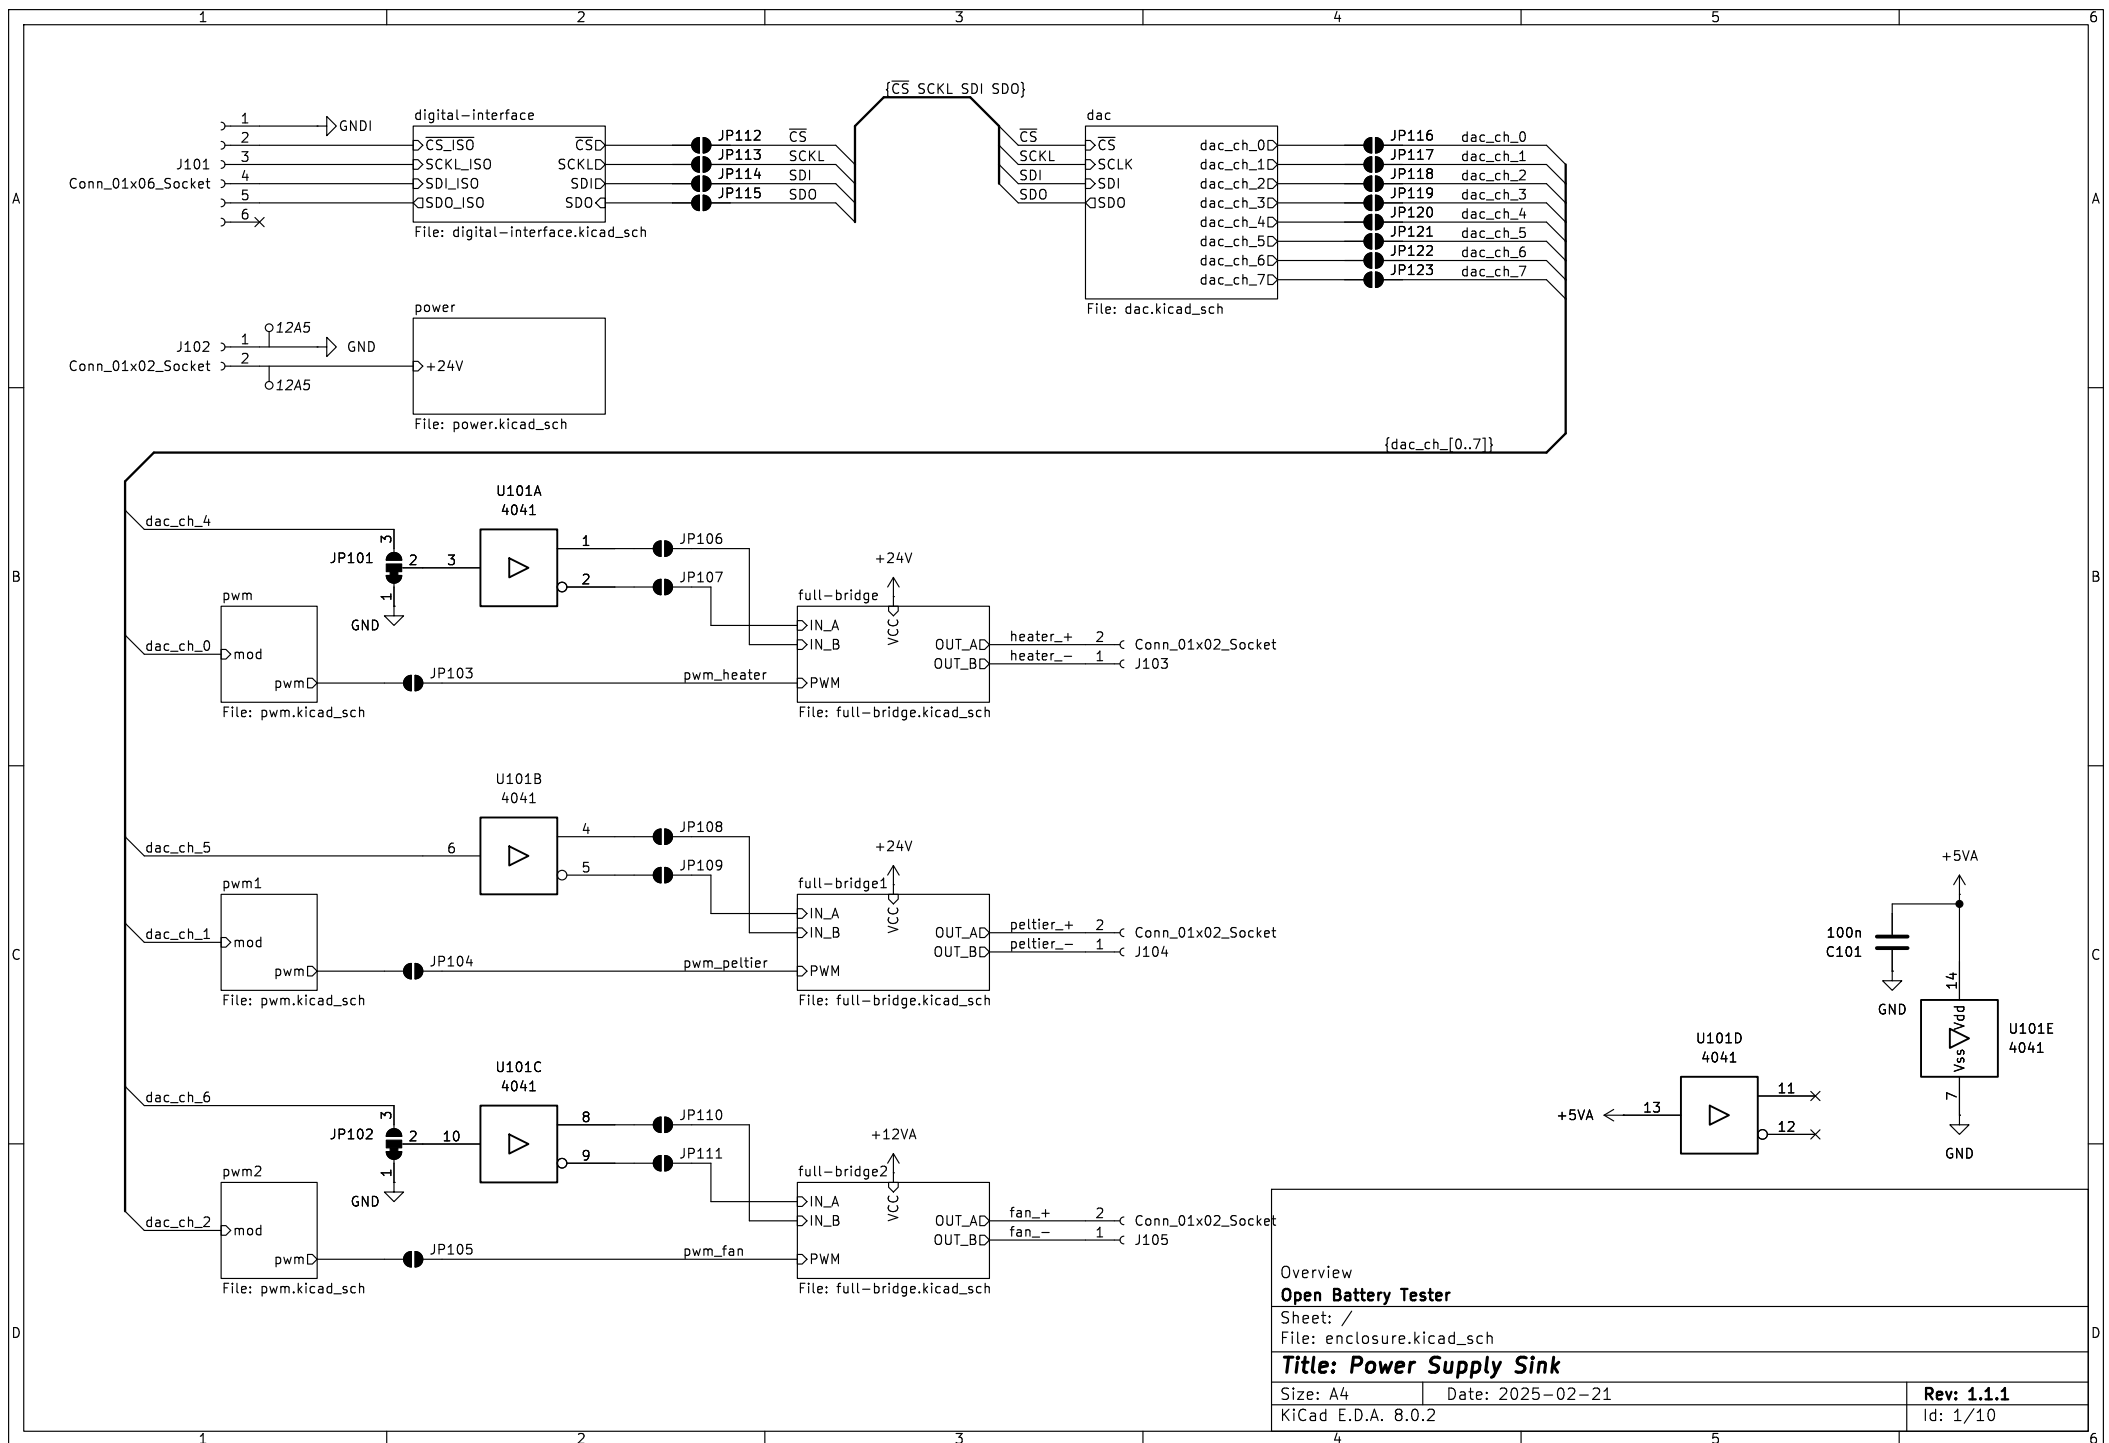 1 2 3 4 5 6
{CS SCKL SDI SDO}
digital-interface
dac
1 GNDI
2 CS_ISO CS JP112 CS
J101 3 SCKL_ISO SCKL JP113 SCKL
Conn_01x06_Socket 4 SDI_ISO SDI JP114 SDI
5 SDO_ISO SDO JP115 SDO
6
File: digital-interface.kicad_sch
CS CS dac_ch_0 JP116 dac_ch_0
SCKL SCLK dac_ch_1 JP117 dac_ch_1
SDI SDI dac_ch_2 JP118 dac_ch_2
SDO SDO dac_ch_3 JP119 dac_ch_3
dac_ch_4 JP120 dac_ch_4
dac_ch_5 JP121 dac_ch_5
dac_ch_6 JP122 dac_ch_6
dac_ch_7 JP123 dac_ch_7
File: dac.kicad_sch
A A
power
12A5
J102 1 GND
Conn_01x02_Socket 2 +24V
12A5
File: power.kicad_sch
{dac_ch_[0..7]}
U101A
4041
dac_ch_4
3
JP101 2 3
1
GND
1 JP106
2 JP107
+24V
B B
pwm
dac_ch_0 mod
pwm JP103 pwm_heater
File: pwm.kicad_sch
full-bridge
VCC
IN_A
IN_B
PWM
OUT_A heater_+ 2 Conn_01x02_Socket
OUT_B heater_- 1 J103
File: full-bridge.kicad_sch
U101B
4041
dac_ch_5 6
4 JP108
5 JP109
+24V
pwm1
dac_ch_1 mod
pwm JP104 pwm_peltier
File: pwm.kicad_sch
full-bridge1
VCC
IN_A
IN_B
PWM
OUT_A peltier_+ 2 Conn_01x02_Socket
OUT_B peltier_- 1 J104
File: full-bridge.kicad_sch
C C
+5VA
100n
C101
GND
14
Vdd
Vss
7
U101E
4041
GND
U101D
4041
+5VA 13
11
12
U101C
4041
dac_ch_6
3
JP102 2 10
1
GND
8 JP110
9 JP111
+12VA
pwm2
dac_ch_2 mod
pwm JP105 pwm_fan
File: pwm.kicad_sch
full-bridge2
VCC
IN_A
IN_B
PWM
OUT_A fan_+ 2 Conn_01x02_Socket
OUT_B fan_- 1 J105
File: full-bridge.kicad_sch
D D
Overview
Open Battery Tester
Sheet: /
File: enclosure.kicad_sch
Title: Power Supply Sink
Size: A4 Date: 2025-02-21 Rev: 1.1.1
KiCad E.D.A. 8.0.2 Id: 1/10
1 2 3 4 5 6